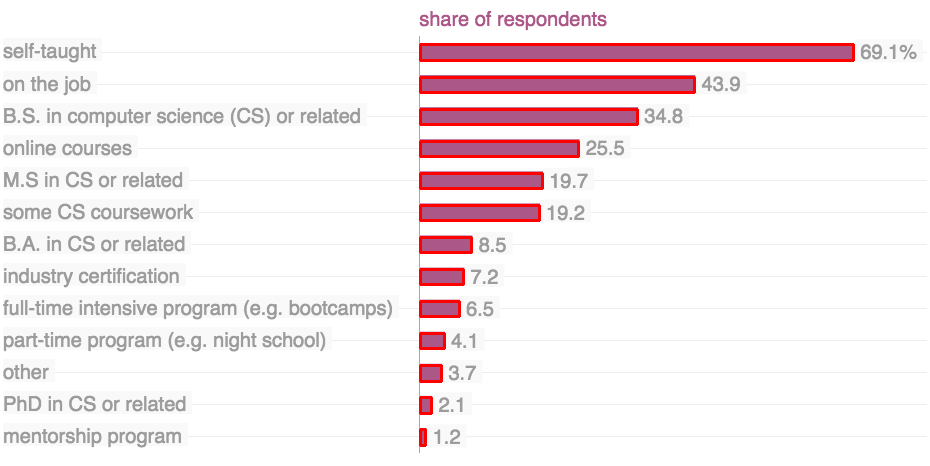 share of respondents
self-taught 69.1%
on the job 43.9
B.S. in computer science (CS) or related 34.8
online courses 25.5
M.S in CS or related 19.7
some CS coursework 19.2
B.A. in CS or related 8.5
industry certification 7.2
full-time intensive program (e.g. bootcamps) 6.5
part-time program (e.g. night school) 4.1
other 3.7
PhD in CS or related 2.1
mentorship program 1.2